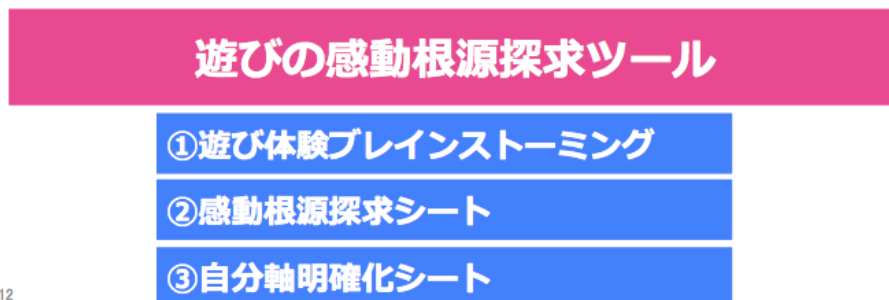 遊びの感動根源探求ツール
①遊び体験ブレインストーミング
②感動根源探求シート
③自分軸明確化シート
12